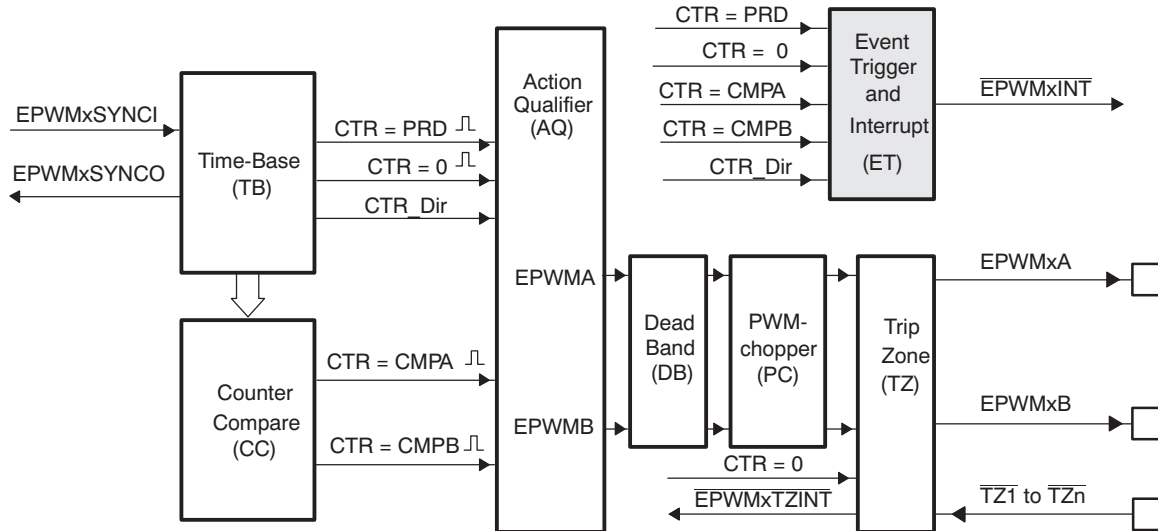 EPWMxSYNCI
EPWMxSYNCO
Time-Base
(TB)
CTR = PRD
CTR = 0
CTR_Dir
Counter
Compare
(CC)
CTR = CMPA
CTR = CMPB
Action
Qualifier
(AQ)
EPWMA
EPWMB
CTR = PRD
CTR = 0
CTR = CMPA
CTR = CMPB
CTR_Dir
Event
Trigger
and
Interrupt
(ET)
EPWMxINT
Dead
Band
(DB)
PWM-
chopper
(PC)
Trip
Zone
(TZ)
CTR = 0
EPWMxTZINT
EPWMxA
EPWMxB
TZ1 to TZn